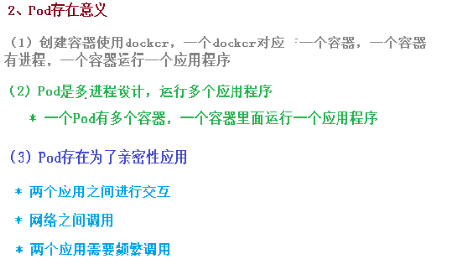 2、Pod存在意义
（1）创建容器使用docker，一个docker对应一个容器，一个容器
有进程，一个容器运行一个应用程序
（2）Pod是多进程设计，运行多个应用程序
* 一个Pod有多个容器，一个容器里面运行一个应用程序
（3）Pod存在为了亲密性应用
* 两个应用之间进行交互
* 网络之间调用
* 两个应用需要频繁调用